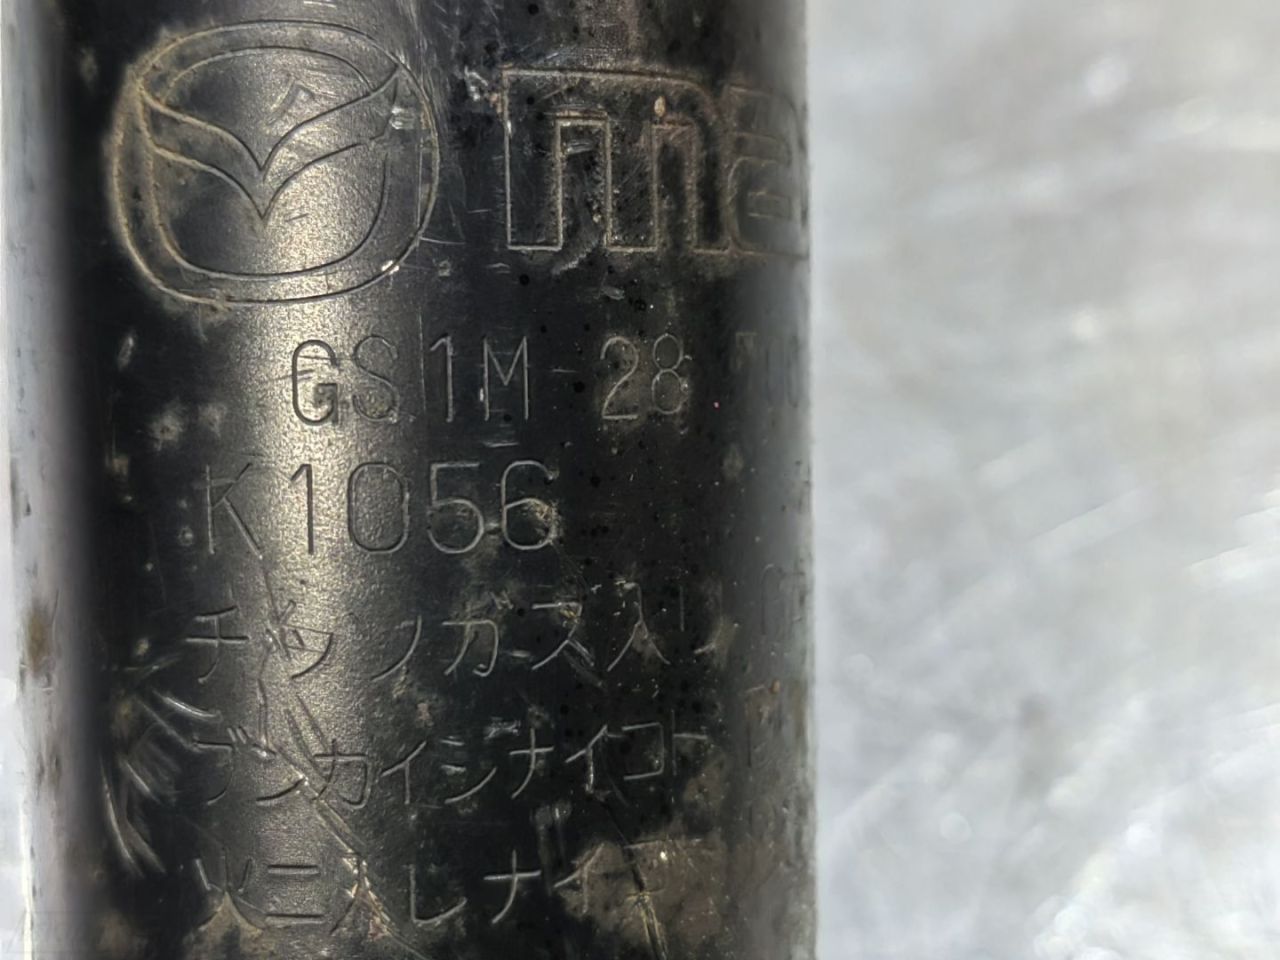 GS1M 28
K1056
チッソガス入リ
ブンカイシナイコト
火ニ入レナイ